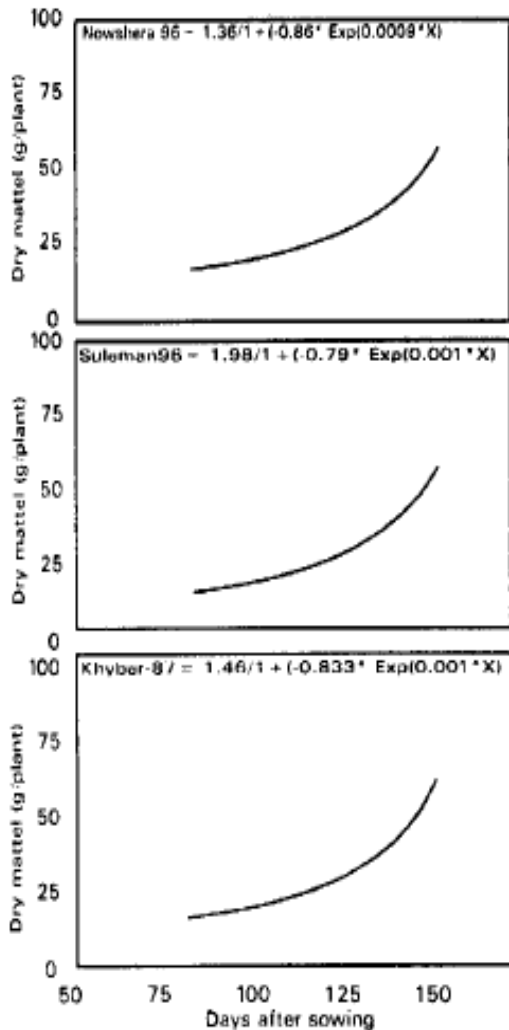 100
Nowshera 96 - 1.36/1 + (-0.86* Exp(0.0009*X)
75
50
25
0
Dry mattel (g/plant)
100
Suleman96 - 1.98/1 + (-0.79* Exp(0.001*X)
75
50
25
0
Dry mattel (g/plant)
100
Khyber-87 = 1.46/1 + (-0.833* Exp(0.001*X)
75
50
25
0
Dry mattel (g/plant)
50 75 100 125 150
Days after sowing